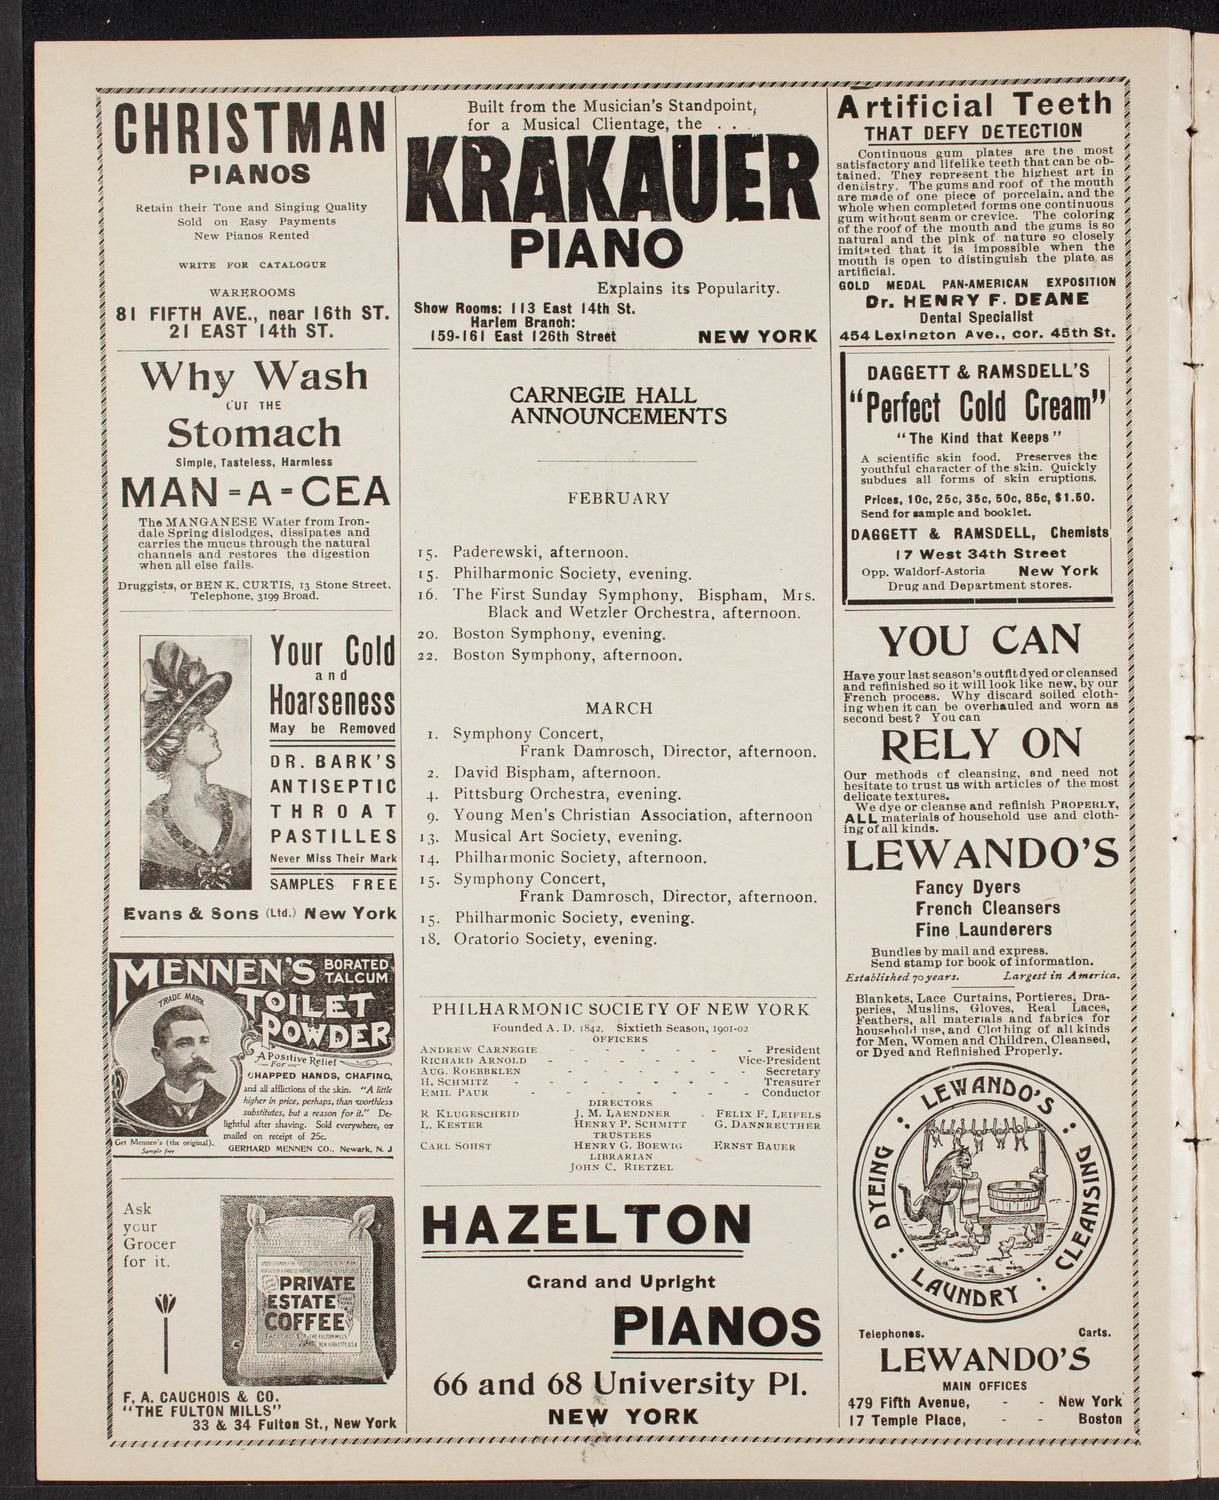 CHRISTMAN
PIANOS
Retain their Tone and Singing Quality
Sold on Easy Payments
New Pianos Rented
WRITE FOR CATALOGUE
WAREROOMS
81 FIFTH AVE., near 16th ST.
21 EAST 14th ST.
Why Wash
OUT THE
Stomach
Simple, Tasteless, Harmless
MAN-A-CEA
The MANGANESE Water from Iron-
dale Spring dislodges, dissipates and
carries the mucus through the natural
channels and restores the digestion
when all else fails.
Druggists, or BEN K. CURTIS, 13 Stone Street.
Telephone, 3199 Broad.
Your Cold
and
Hoarseness
May be Removed
DR. BARK'S
ANTISEPTIC
THROAT
PASTILLES
Never Miss Their Mark
SAMPLES FREE
Evans & Sons (Ltd.) New York
MENNEN'S BORATED
TALCUM
TOILET
POWDER
TRADE MARK
A Positive Relief
For
CHAPPED HANDS, CHAFING,
and all afflictions of the skin. "A little
higher in price, perhaps, than worthless
substitutes, but a reason for it." De-
lightful after shaving. Sold everywhere, or
mailed on receipt of 25c.
Get Mennen's (the original).
Sample free
GERHARD MENNEN CO., Newark, N. J
Ask
your
Grocer
for it.
PRIVATE
ESTATE
COFFEE
F. A. CAUCHOIS & CO.
"THE FULTON MILLS"
33 & 34 Fulton St., New York
Built from the Musician's Standpoint,
for a Musical Clientage, the . . .
KRAKAUER
PIANO
Explains its Popularity.
Show Rooms: 113 East 14th St.
Harlem Branch:
159-161 East 126th Street NEW YORK
CARNEGIE HALL
ANNOUNCEMENTS
FEBRUARY
15. Paderewski, afternoon.
15. Philharmonic Society, evening.
16. The First Sunday Symphony, Bispham, Mrs.
Black and Wetzler Orchestra, afternoon.
20. Boston Symphony, evening.
22. Boston Symphony, afternoon.
MARCH
1. Symphony Concert,
Frank Damrosch, Director, afternoon.
2. David Bispham, afternoon.
4. Pittsburg Orchestra, evening.
9. Young Men's Christian Association, afternoon
13. Musical Art Society, evening.
14. Philharmonic Society, afternoon.
15. Symphony Concert,
Frank Damrosch, Director, afternoon.
15. Philharmonic Society, evening.
18. Oratorio Society, evening.
PHILHARMONIC SOCIETY OF NEW YORK
Founded A. D. 1842. Sixtieth Season, 1901-02
OFFICERS
ANDREW CARNEGIE - - - - - - President
RICHARD ARNOLD - - - - - - Vice-President
AUG. ROEBBELEN - - - - - - Secretary
H. SCHMITZ - - - - - - Treasurer
EMIL PAUR - - - - - - Conductor
DIRECTORS
R KLUGESCHEID J. M. LAENDNER . FELIX F. LEIFELS
L. KESTER HENRY P. SCHMITT G. DANNREUTHER
TRUSTEES
CARL SOHST HENRY G. BOEWIG ERNST BAUER
LIBRARIAN
JOHN C. RIETZEL
HAZELTON
Grand and Upright
PIANOS
66 and 68 University Pl.
NEW YORK
Artificial Teeth
THAT DEFY DETECTION
Continuous gum plates are the most
satisfactory and lifelike teeth that can be ob-
tained. They represent the highest art in
dentistry. The gums and roof of the mouth
are made of one piece of porcelain, and the
whole when completed forms one continuous
gum without seam or crevice. The coloring
of the roof of the mouth and the gums is so
natural and the pink of nature so closely
imitated that it is impossible when the
mouth is open to distinguish the plate as
artificial.
GOLD MEDAL PAN-AMERICAN EXPOSITION
Dr. HENRY F. DEANE
Dental Specialist
454 Lexington Ave., cor. 45th St.
DAGGETT & RAMSDELL'S
"Perfect Cold Cream"
"The Kind that Keeps"
A scientific skin food. Preserves the
youthful character of the skin. Quickly
subdues all forms of skin eruptions.
Prices, 10c, 25c, 35c, 50c, 85c, $1.50.
Send for sample and booklet.
DAGGETT & RAMSDELL, Chemists
17 West 34th Street
Opp. Waldorf-Astoria New York
Drug and Department stores.
YOU CAN
Have your last season's outfit dyed or cleansed
and refinished so it will look like new, by our
French process. Why discard soiled cloth-
ing when it can be overhauled and worn as
second best? You can
RELY ON
Our methods of cleansing, and need not
hesitate to trust us with articles of the most
delicate textures.
We dye or cleanse and refinish PROPERLY,
ALL materials of household use and cloth-
ing of all kinds.
LEWANDO'S
Fancy Dyers
French Cleansers
Fine Launderers
Bundles by mail and express.
Send stamp for book of information.
Established 70 years. Largest in America.
Blankets, Lace Curtains, Portieres, Dra-
peries, Muslins, Gloves, Real Laces,
Feathers, all materials and fabrics for
household use, and Clothing of all kinds
for Men, Women and Children, Cleansed,
or Dyed and Refinished Properly.
LEWANDO'S
DYEING : CLEANSING
: LAUNDRY :
Telephones. Carts.
LEWANDO'S
MAIN OFFICES
479 Fifth Avenue, - - New York
17 Temple Place, - - Boston